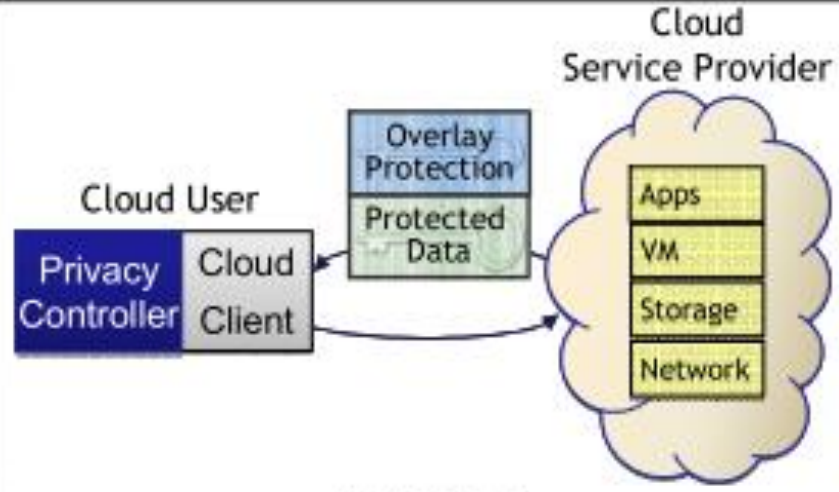 Cloud
Service Provider
Overlay
Protection
Protected
Data
Cloud User
Privacy
Controller
Cloud
Client
Apps
VM
Storage
Network